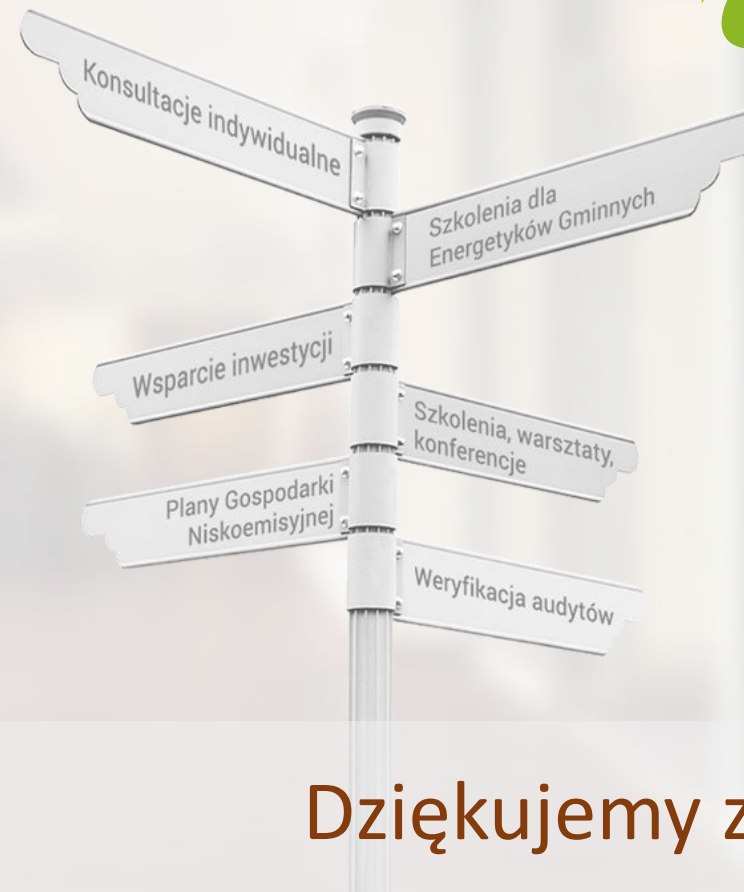 Konsultacje indywidualne
Szkolenia dla
Energetyków Gminnych
Wsparcie inwestycji
Szkolenia, warsztaty,
konferencje
Plany Gospodarki
Niskoemisyjnej
Weryfikacja audytów
Dziękujemy z